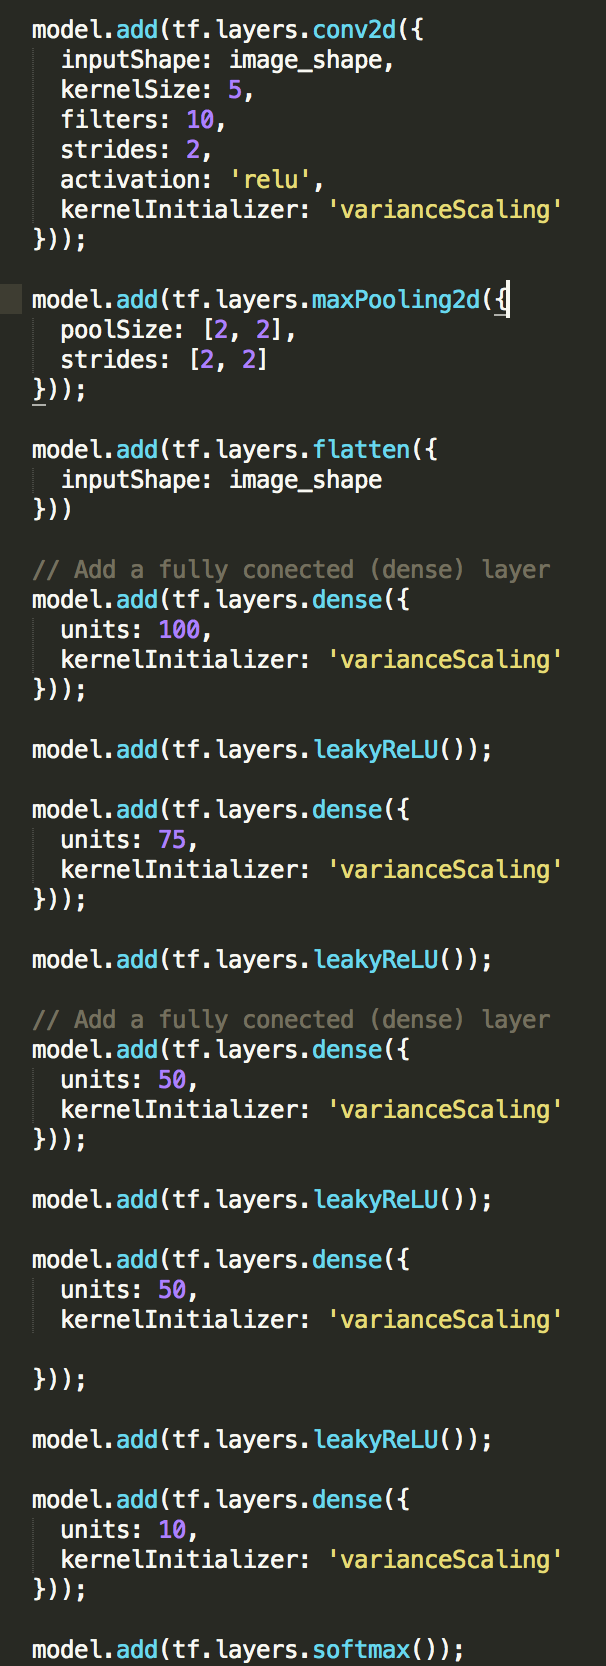 model.add(tf.layers.conv2d({
  inputShape: image_shape,
  kernelSize: 5,
  filters: 10,
  strides: 2,
  activation: 'relu',
  kernelInitializer: 'varianceScaling'
}));

model.add(tf.layers.maxPooling2d({
  poolSize: [2, 2],
  strides: [2, 2]
}));

model.add(tf.layers.flatten({
  inputShape: image_shape
}))

// Add a fully conected (dense) layer
model.add(tf.layers.dense({
  units: 100,
  kernelInitializer: 'varianceScaling'
}));

model.add(tf.layers.leakyReLU());

model.add(tf.layers.dense({
  units: 75,
  kernelInitializer: 'varianceScaling'
}));

model.add(tf.layers.leakyReLU());

// Add a fully conected (dense) layer
model.add(tf.layers.dense({
  units: 50,
  kernelInitializer: 'varianceScaling'
}));

model.add(tf.layers.leakyReLU());

model.add(tf.layers.dense({
  units: 50,
  kernelInitializer: 'varianceScaling'

}));

model.add(tf.layers.leakyReLU());

model.add(tf.layers.dense({
  units: 10,
  kernelInitializer: 'varianceScaling'
}));

model.add(tf.layers.softmax());